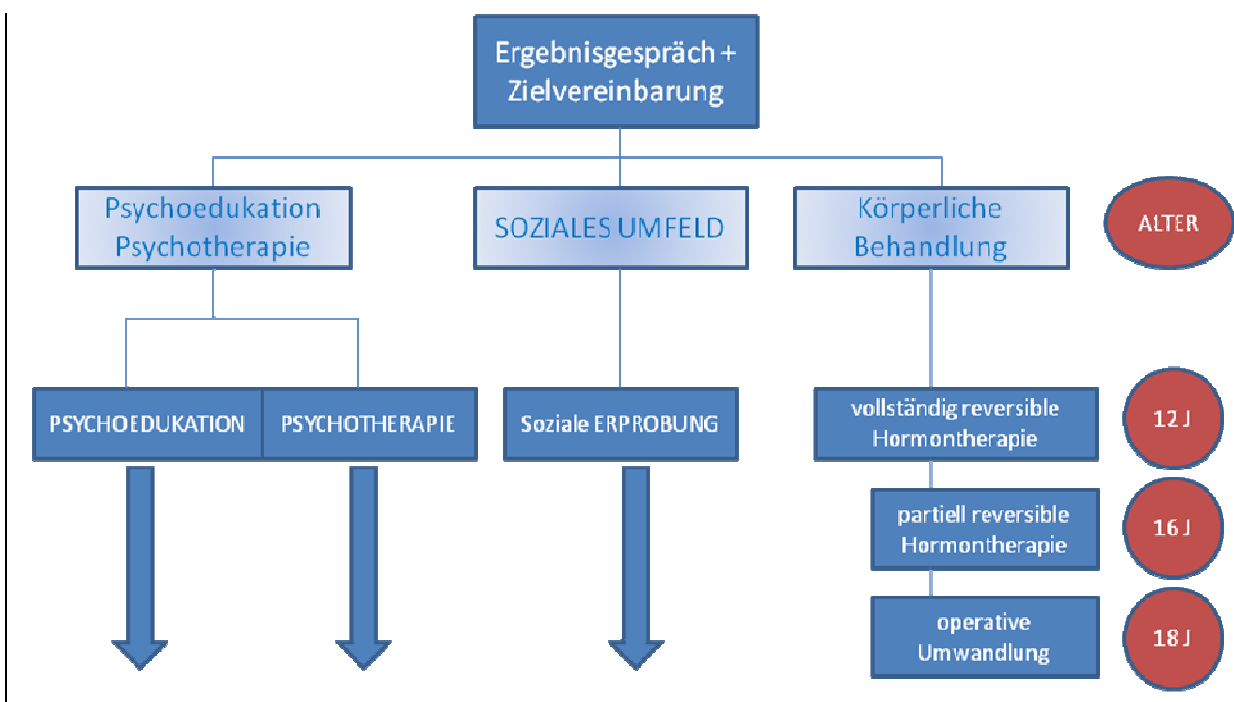 Ergebnisgespräch +
Zielvereinbarung
Psychoedukation
Psychotherapie
SOZIALES UMFELD
Körperliche
Behandlung
ALTER
PSYCHOEDUKATION
PSYCHOTHERAPIE
Soziale ERPROBUNG
vollständig reversible
Hormontherapie
12 J
partiell reversible
Hormontherapie
16 J
operative
Umwandlung
18 J